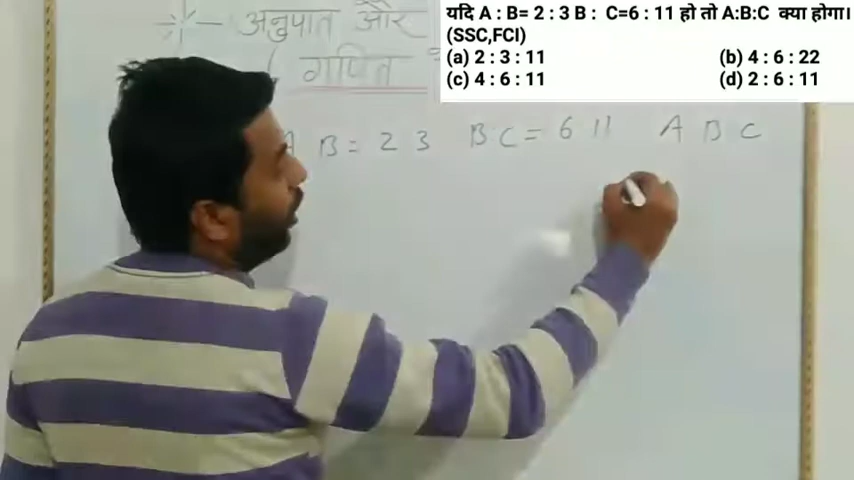 यदि A : B= 2 : 3 B : C=6 : 11 हो तो A:B:C क्या होगा।
(SSC,FCI)
(a) 2 : 3 : 11 (b) 4 : 6 : 22
(c) 4 : 6 : 11 (d) 2 : 6 : 11
अनुपात और
गणित
A B = 2 3 B C = 6 11 A B C